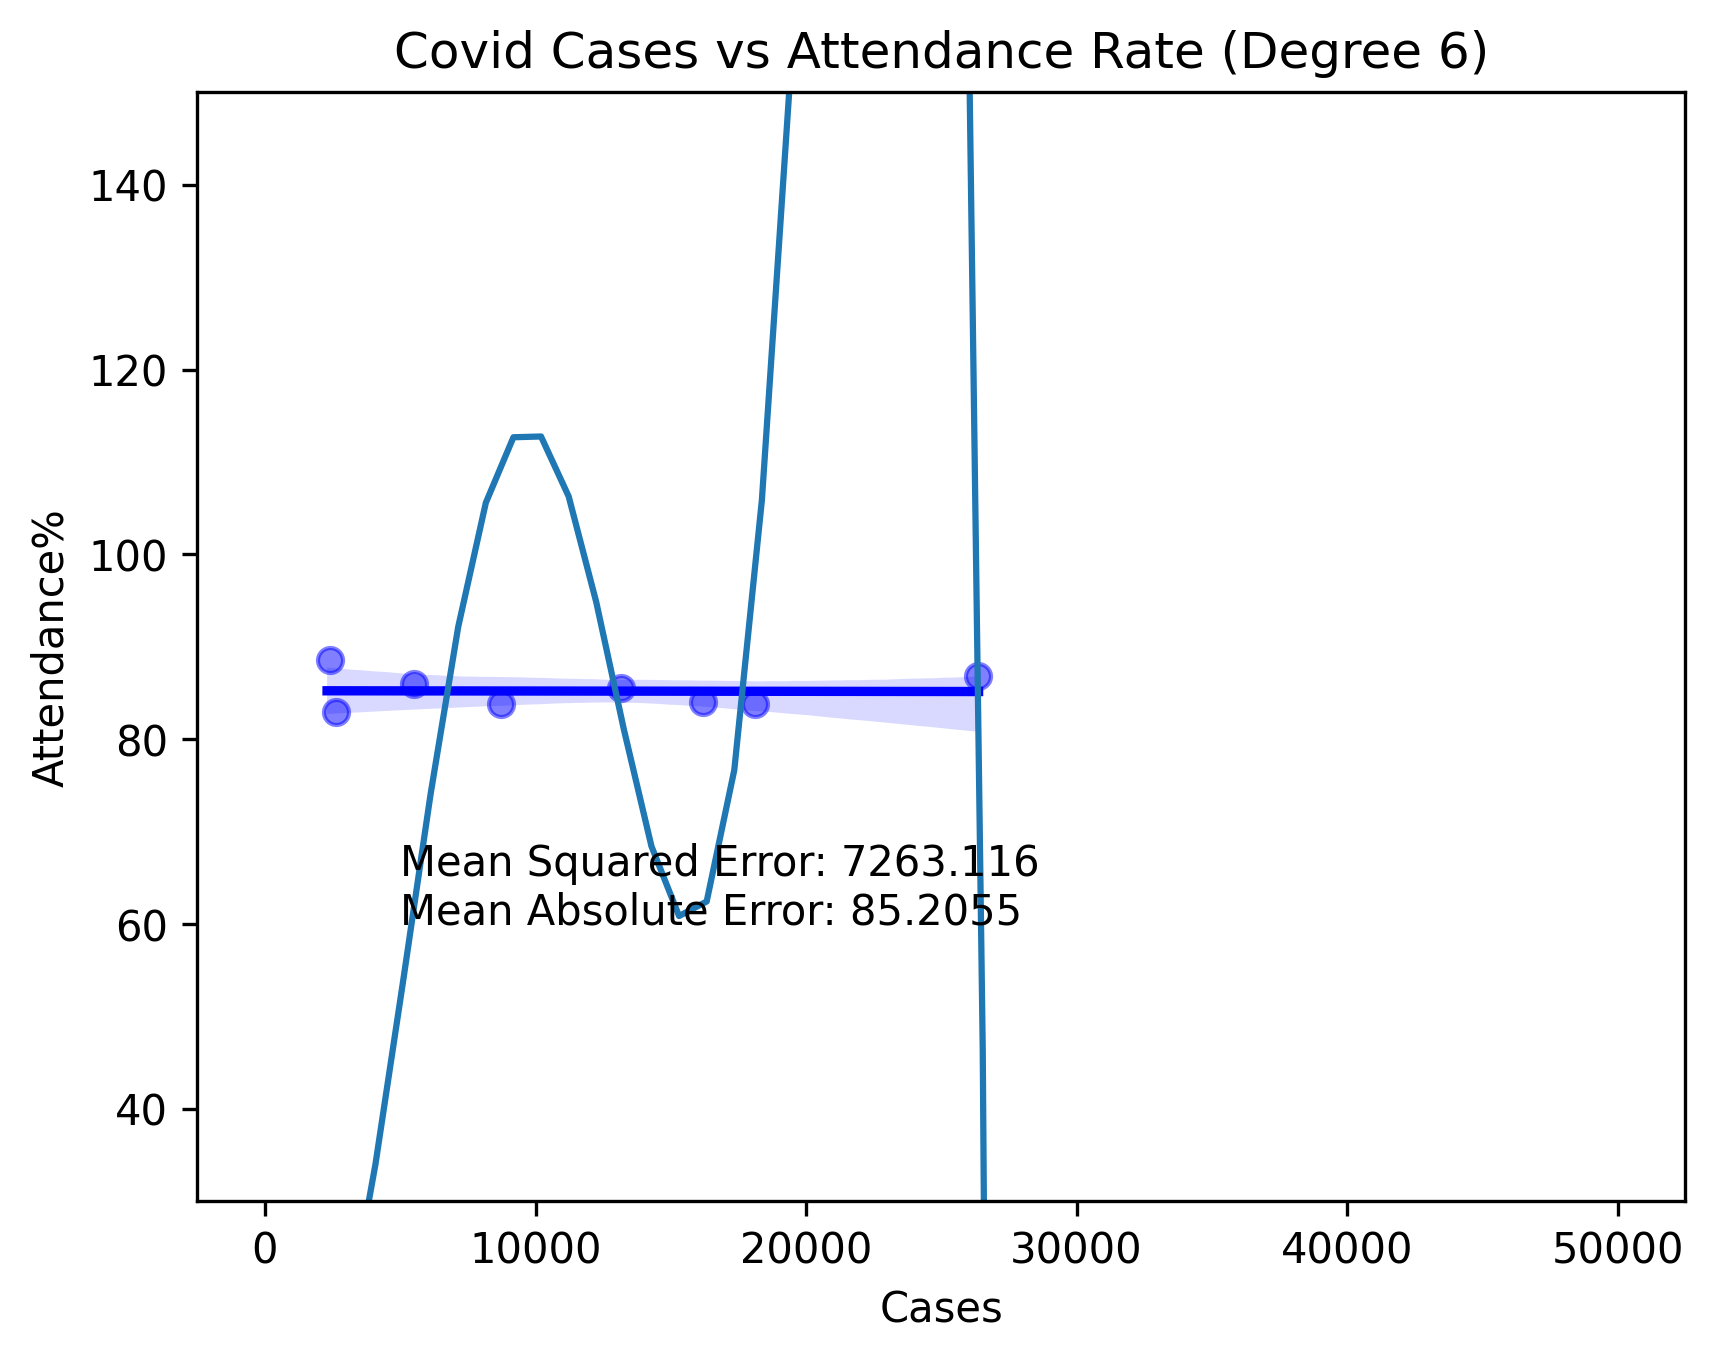 Covid Cases vs Attendance Rate (Degree 6)
Attendance%
140
120
100
80
60
40
Mean Squared Error: 7263.116
Mean Absolute Error: 85.2055
0 10000 20000 30000 40000 50000
Cases